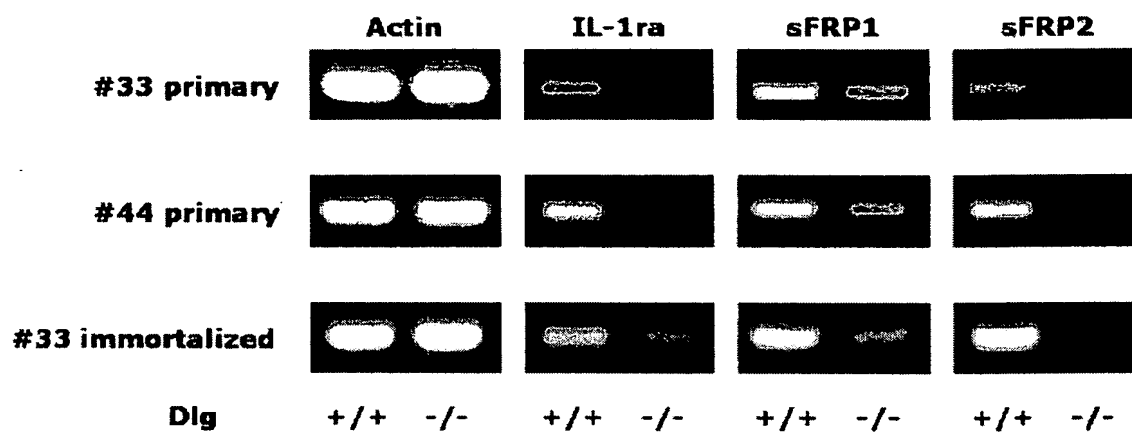 Actin IL-1ra sFRP1 sFRP2
#33 primary
#44 primary
#33 immortalized
Dlg +/+ -/- +/+ -/- +/+ -/- +/+ -/-